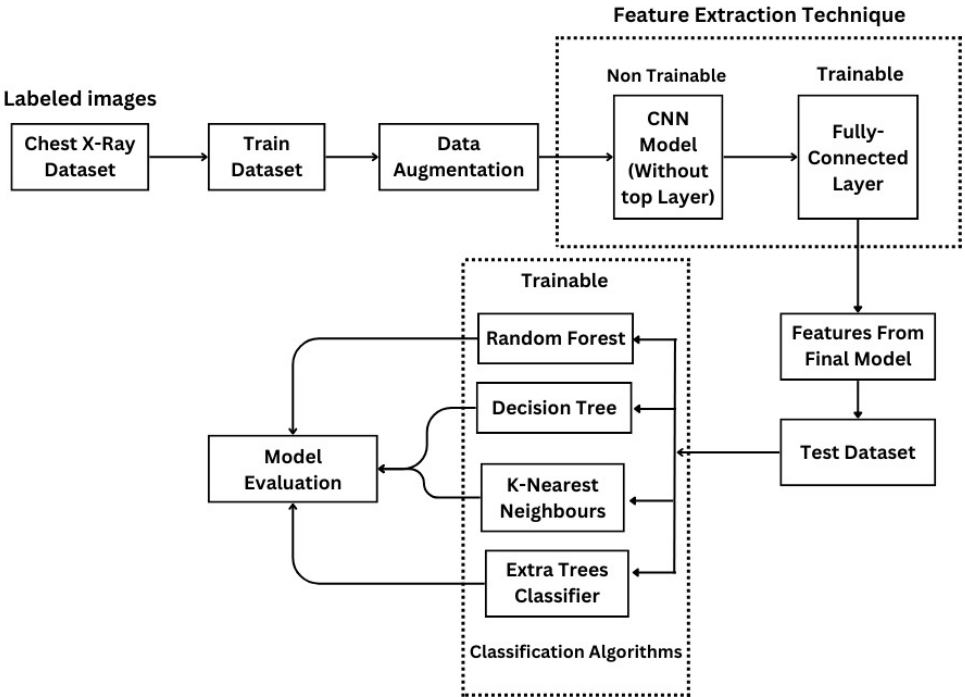 Feature Extraction Technique
Labeled images
Chest X-Ray
Dataset
Train
Dataset
Data
Augmentation
Non Trainable
CNN
Model
(Without
top Layer)
Trainable
Fully-
Connected
Layer
Features From
Final Model
Test Dataset
Trainable
Random Forest
Decision Tree
K-Nearest
Neighbours
Extra Trees
Classifier
Classification Algorithms
Model
Evaluation